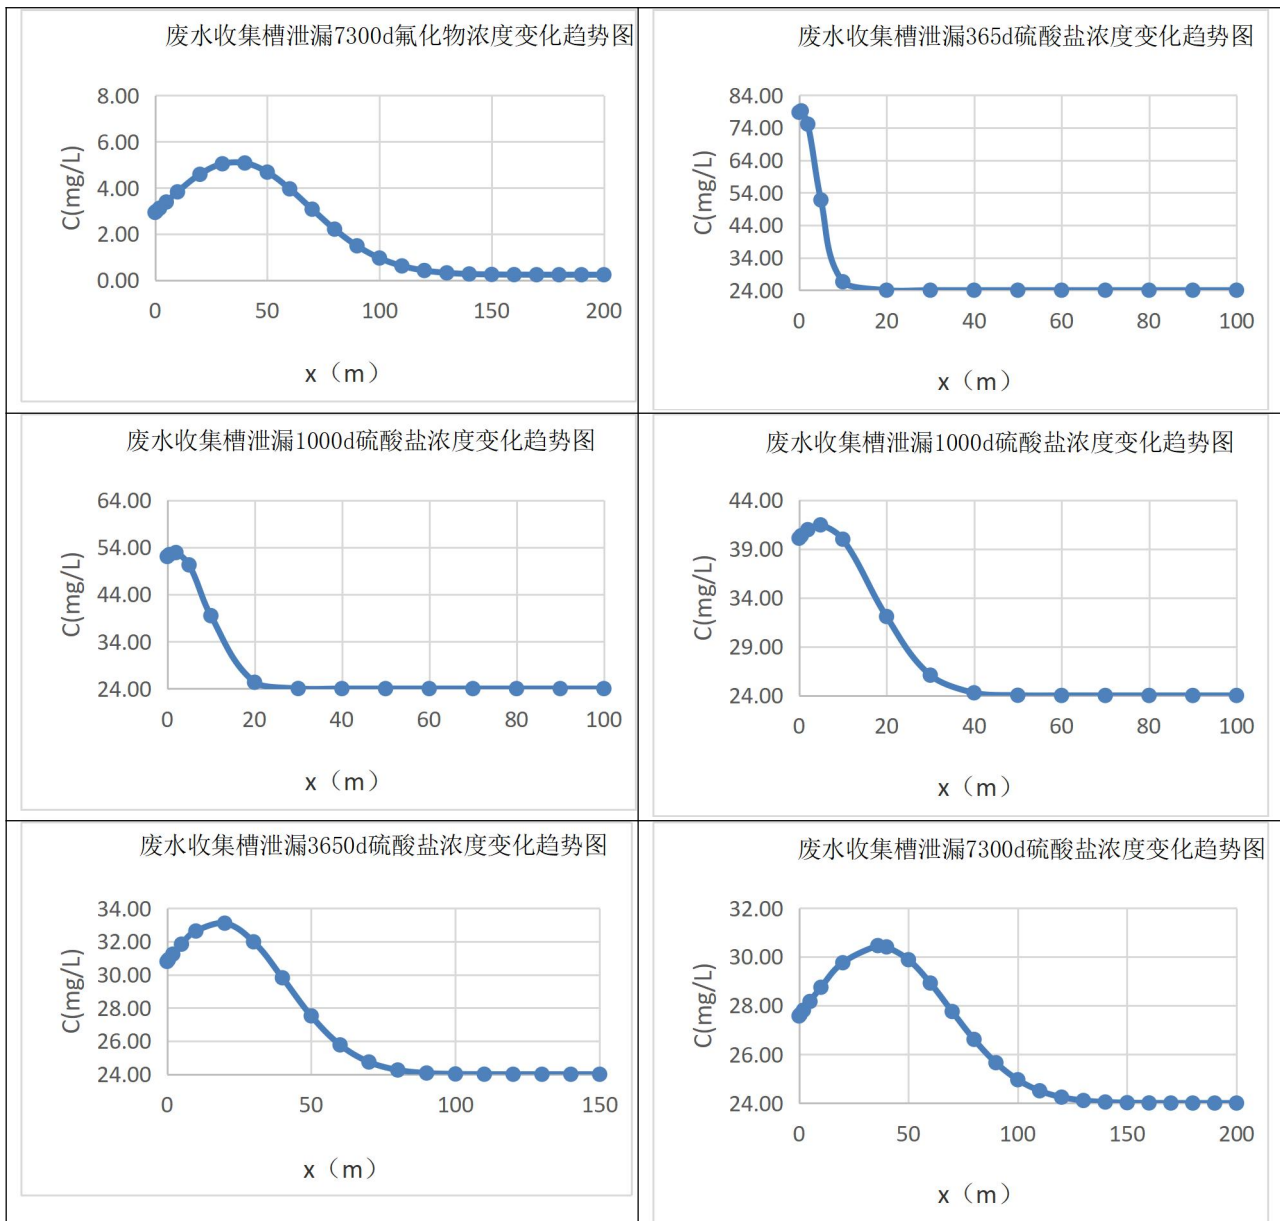 废水收集槽泄漏7300d氟化物浓度变化趋势图
8.00
6.00
4.00
2.00
0.00
C(mg/L)
0 50 100 150 200
x（m）
废水收集槽泄漏365d硫酸盐浓度变化趋势图
84.00
74.00
64.00
54.00
44.00
34.00
24.00
C(mg/L)
0 20 40 60 80 100
x（m）
废水收集槽泄漏1000d硫酸盐浓度变化趋势图
64.00
54.00
44.00
34.00
24.00
C(mg/L)
0 20 40 60 80 100
x（m）
废水收集槽泄漏1000d硫酸盐浓度变化趋势图
44.00
39.00
34.00
29.00
24.00
C(mg/L)
0 20 40 60 80 100
x（m）
废水收集槽泄漏3650d硫酸盐浓度变化趋势图
34.00
32.00
30.00
28.00
26.00
24.00
C(mg/L)
0 50 100 150
x（m）
废水收集槽泄漏7300d硫酸盐浓度变化趋势图
32.00
30.00
28.00
26.00
24.00
C(mg/L)
0 50 100 150 200
x（m）